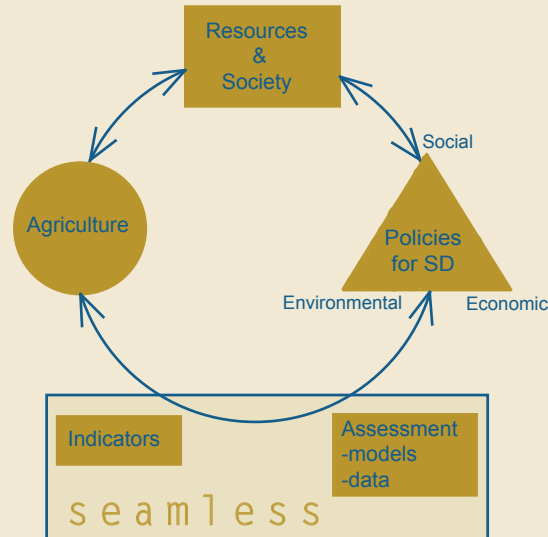 Resources
&
Society
Social
Agriculture
Policies
for SD
Environmental
Economic
Indicators
Assessment
-models
-data
seamless